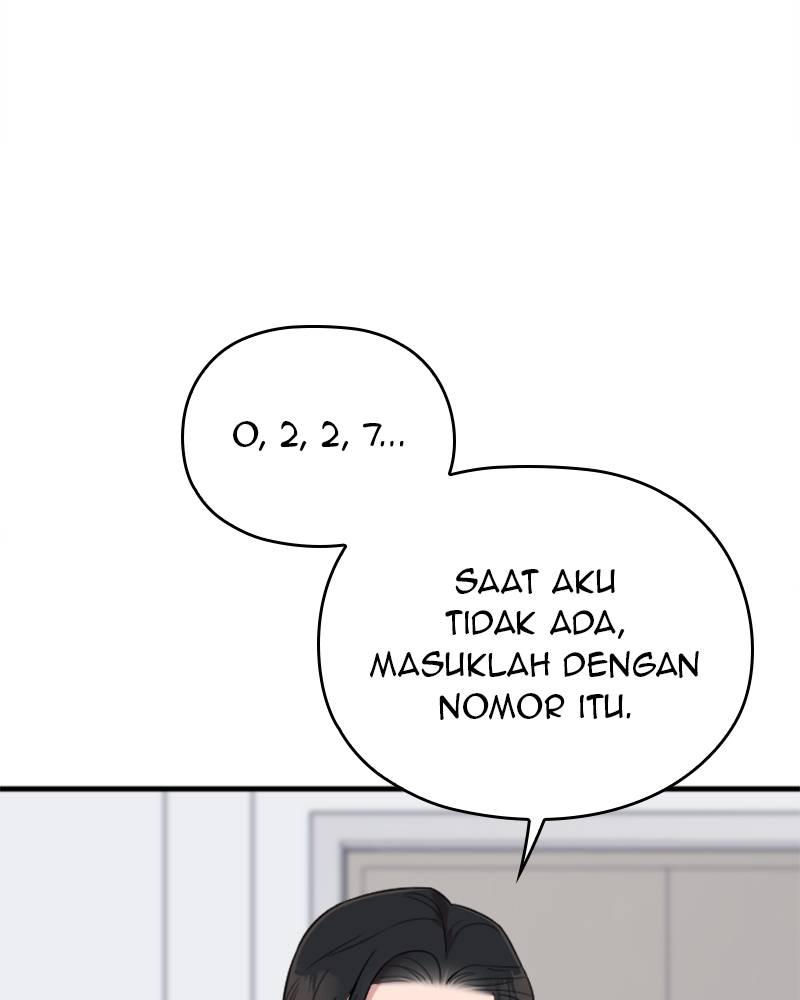 0, 2, 2, 7...
SAAT AKU
TIDAK ADA,
MASUKLAH DENGAN
NOMOR ITU.